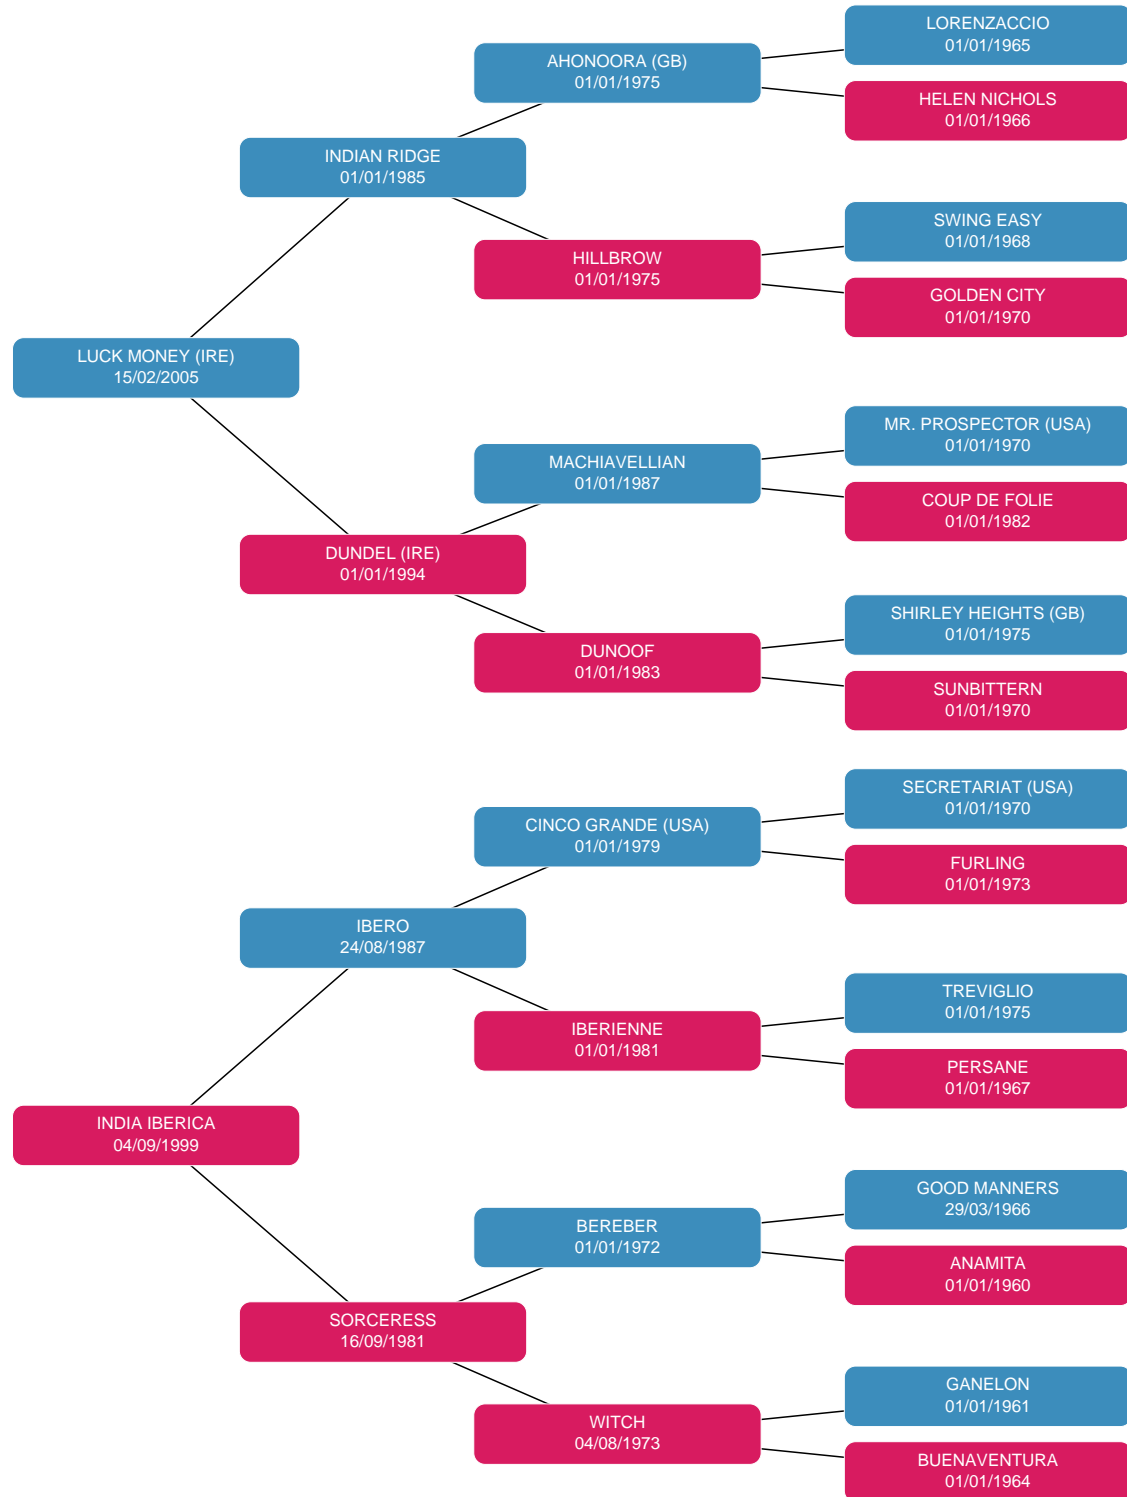 LORENZACCIO
01/01/1965
AHONOORA (GB)
01/01/1975
HELEN NICHOLS
01/01/1966
INDIAN RIDGE
01/01/1985
SWING EASY
01/01/1968
HILLBROW
01/01/1975
GOLDEN CITY
01/01/1970
LUCK MONEY (IRE)
15/02/2005
MR. PROSPECTOR (USA)
01/01/1970
MACHIAVELLIAN
01/01/1987
COUP DE FOLIE
01/01/1982
DUNDEL (IRE)
01/01/1994
SHIRLEY HEIGHTS (GB)
01/01/1975
DUNOOF
01/01/1983
SUNBITTERN
01/01/1970
SECRETARIAT (USA)
01/01/1970
CINCO GRANDE (USA)
01/01/1979
FURLING
01/01/1973
IBERO
24/08/1987
TREVIGLIO
01/01/1975
IBERIENNE
01/01/1981
PERSANE
01/01/1967
INDIA IBERICA
04/09/1999
GOOD MANNERS
29/03/1966
BEREBER
01/01/1972
ANAMITA
01/01/1960
SORCERESS
16/09/1981
GANELON
01/01/1961
WITCH
04/08/1973
BUENAVENTURA
01/01/1964